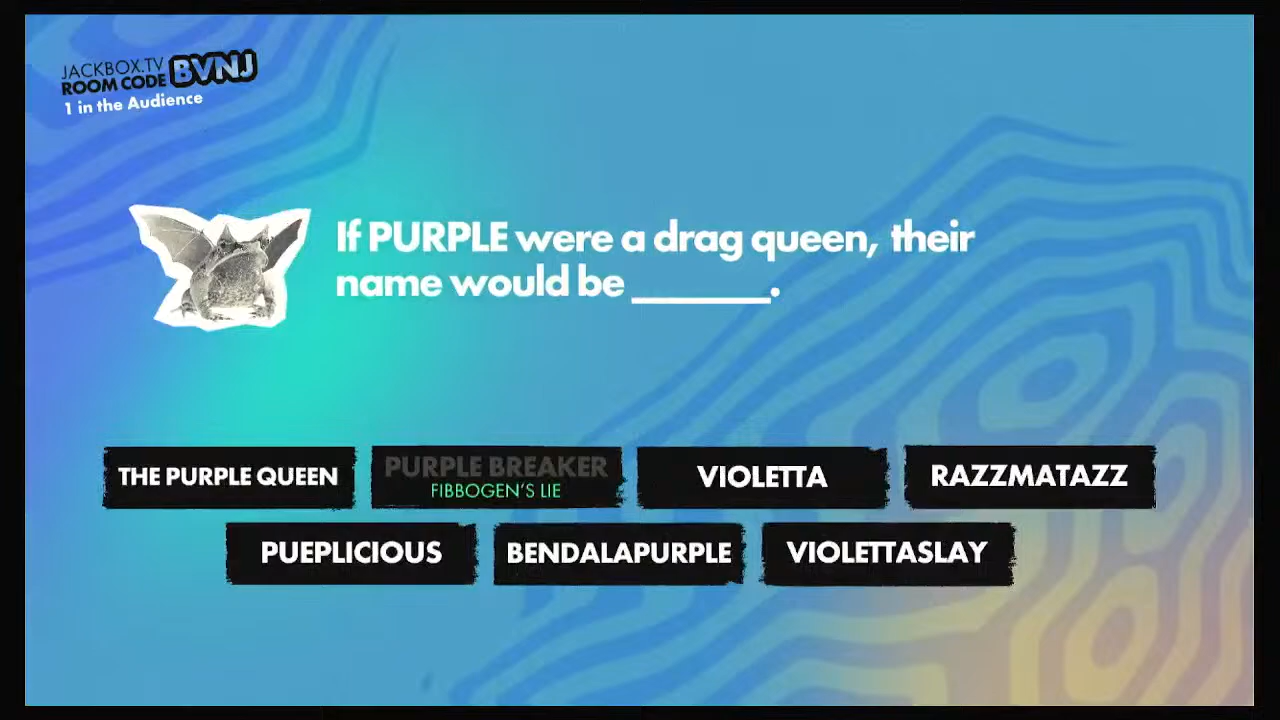 JACKBOX.TV
ROOM CODE BVNJ
1 in the Audience
If PURPLE were a drag queen, their
name would be _______.
THE PURPLE QUEEN
PURPLE BREAKER
FIBBOGEN'S LIE
VIOLETTA
RAZZMATAZZ
PUEPLICIOUS
BENDALAPURPLE
VIOLETTASLAY